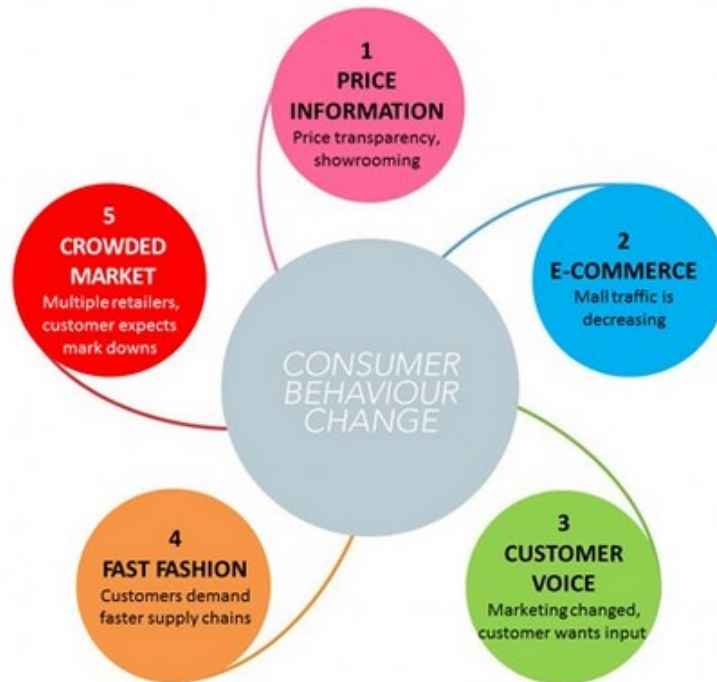 1
PRICE
INFORMATION
Price transparency,
showrooming
2
E-COMMERCE
Mall traffic is
decreasing
3
CUSTOMER
VOICE
Marketing changed,
customer wants input
4
FAST FASHION
Customers demand
faster supply chains
5
CROWDED
MARKET
Multiple retailers,
customer expects
mark downs
CONSUMER
BEHAVIOUR
CHANGE